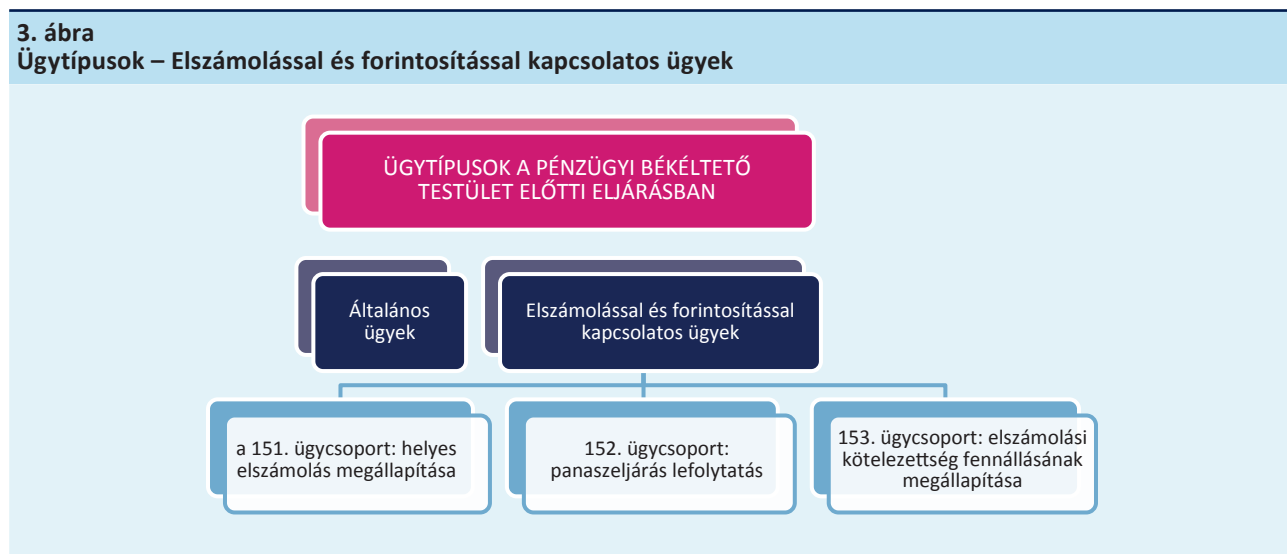 3. ábra
Ügytípusok – Elszámolással és forintosítással kapcsolatos ügyek
ÜGYTÍPUSOK A PÉNZÜGYI BÉKÉLTETŐ
TESTÜLET ELŐTTI ELJÁRÁSBAN
Általános
ügyek
Elszámolással és forintosítással
kapcsolatos ügyek
a 151. ügycsoport: helyes
elszámolás megállapítása
152. ügycsoport:
panaszeljárás lefolytatás
153. ügycsoport: elszámolási
kötelezettség fennállásának
megállapítása